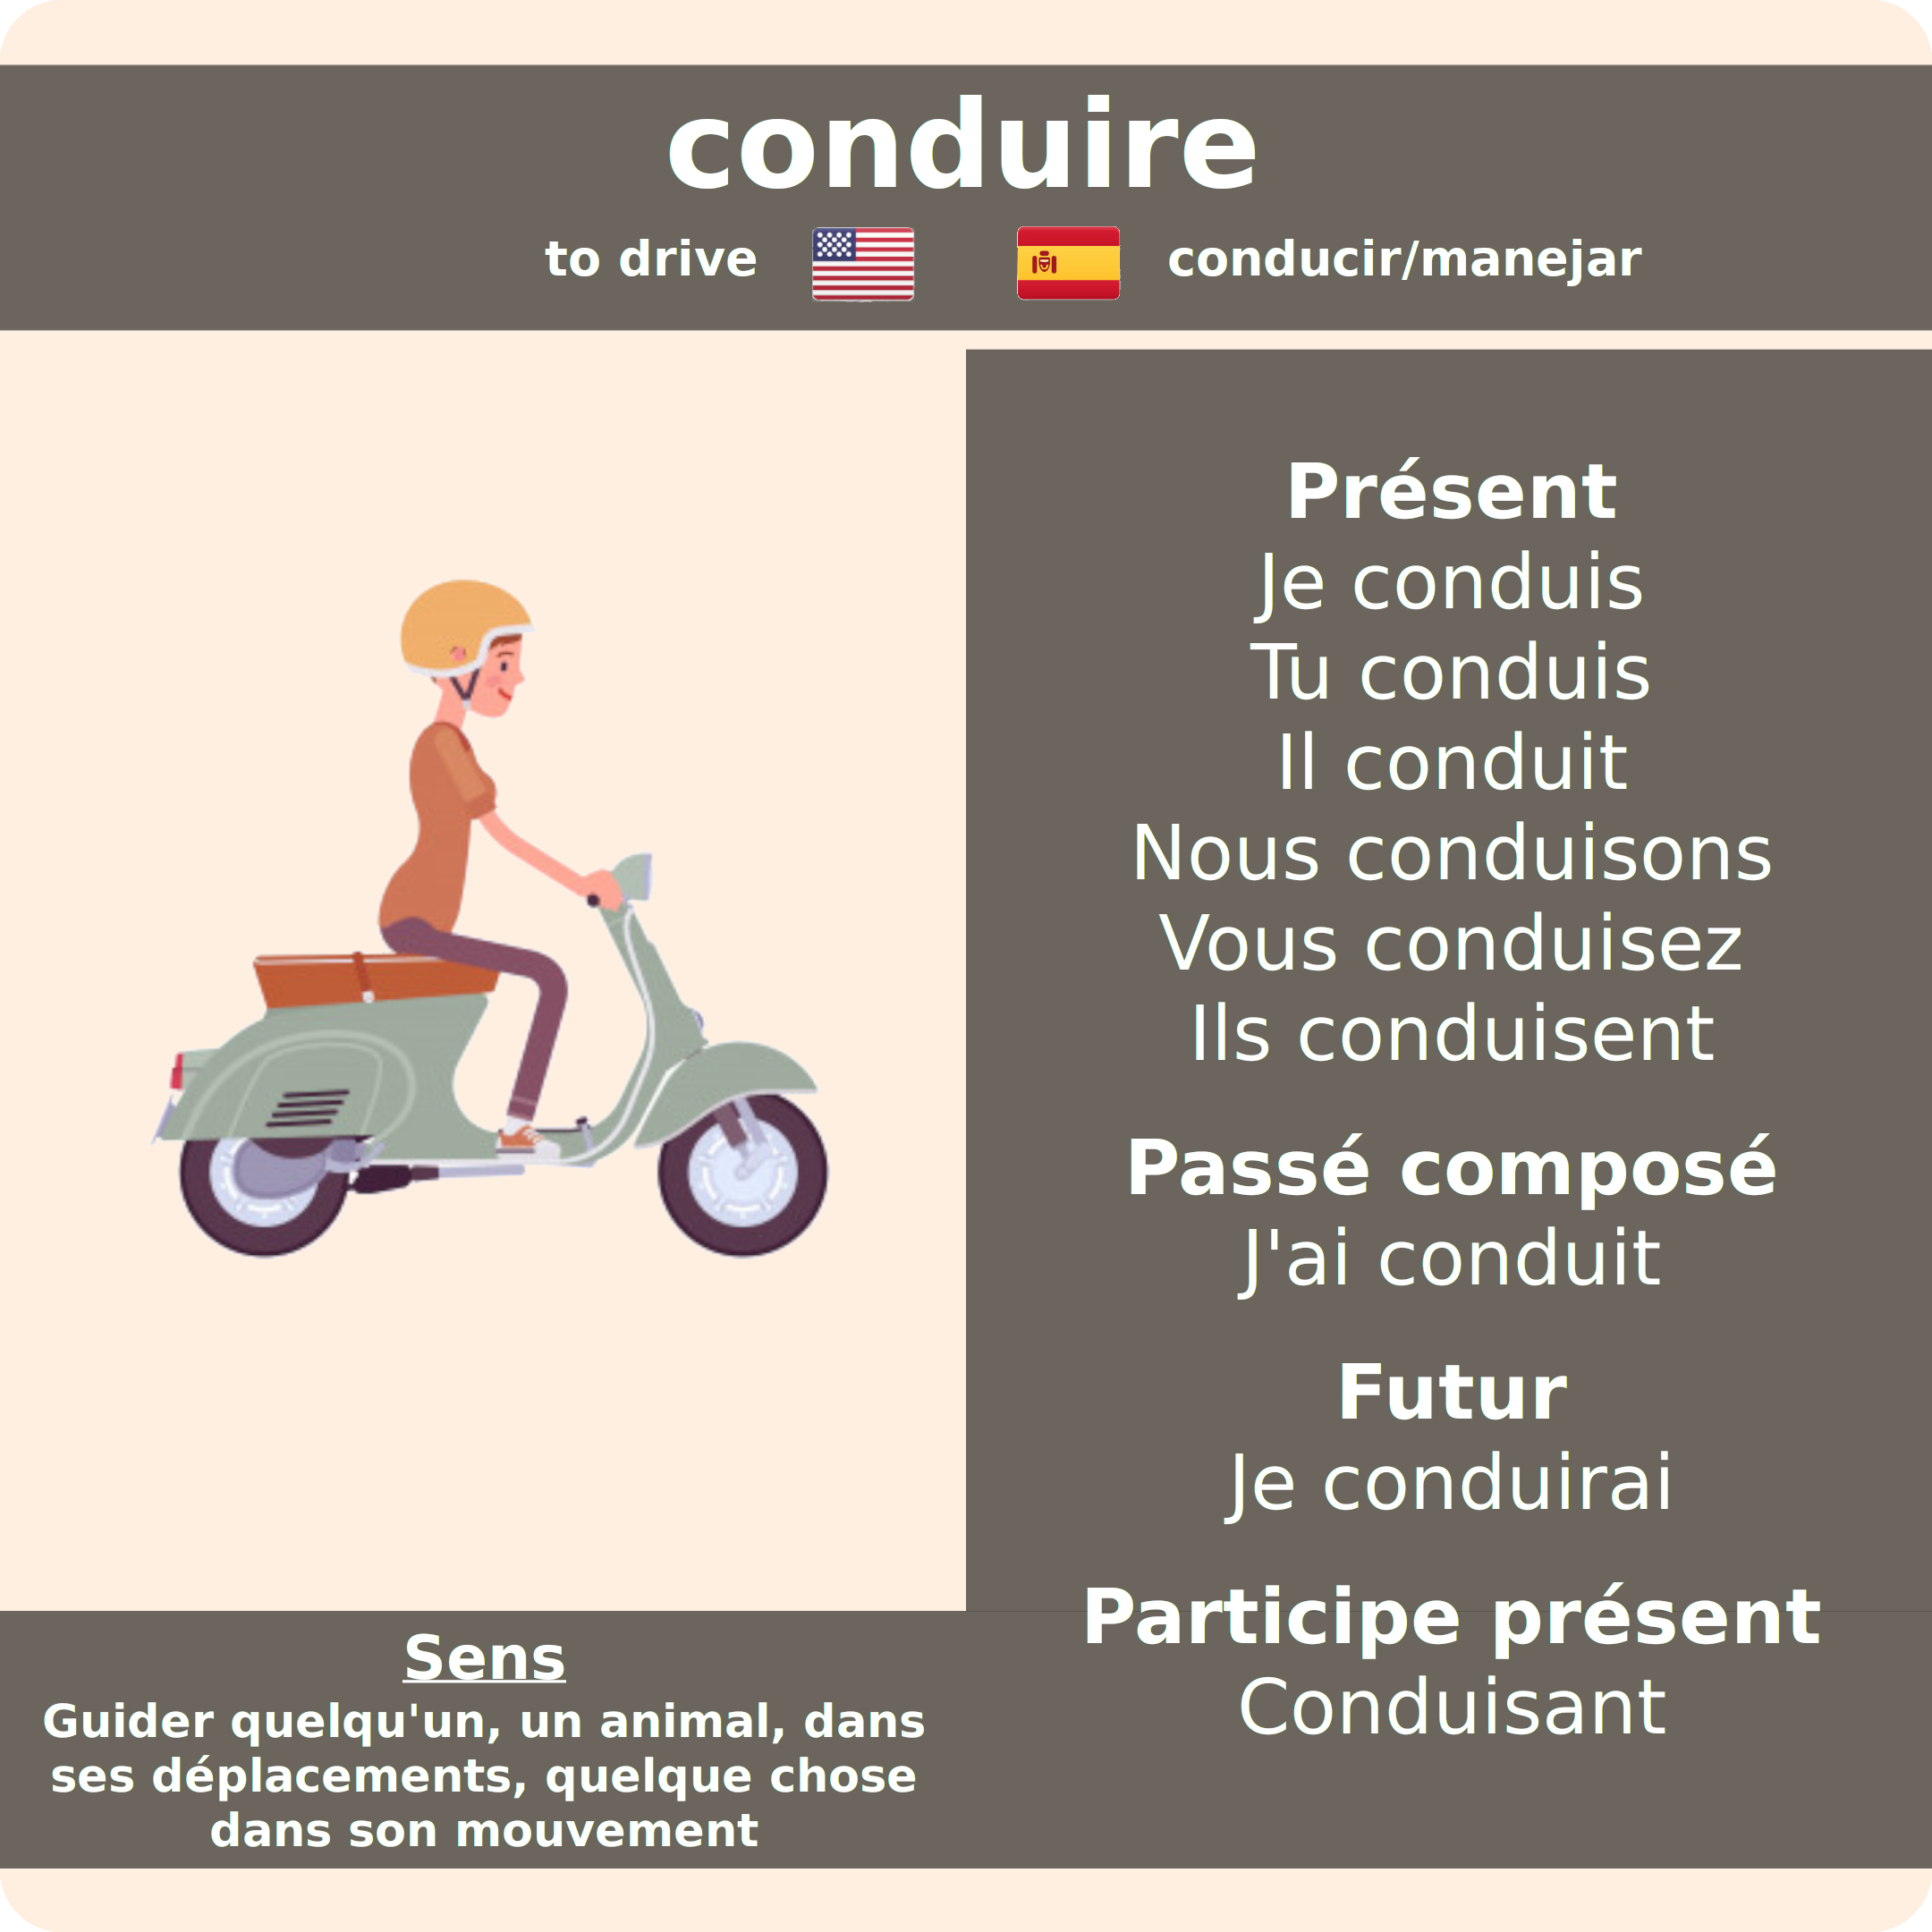 conduire
to drive
conducir/manejar
Présent
Je conduis
Tu conduis
Il conduit
Nous conduisons
Vous conduisez
Ils conduisent
Passé composé
J'ai conduit
Futur
Je conduirai
Participe présent
Conduisant
Sens
Guider quelqu'un, un animal, dans
ses déplacements, quelque chose
dans son mouvement